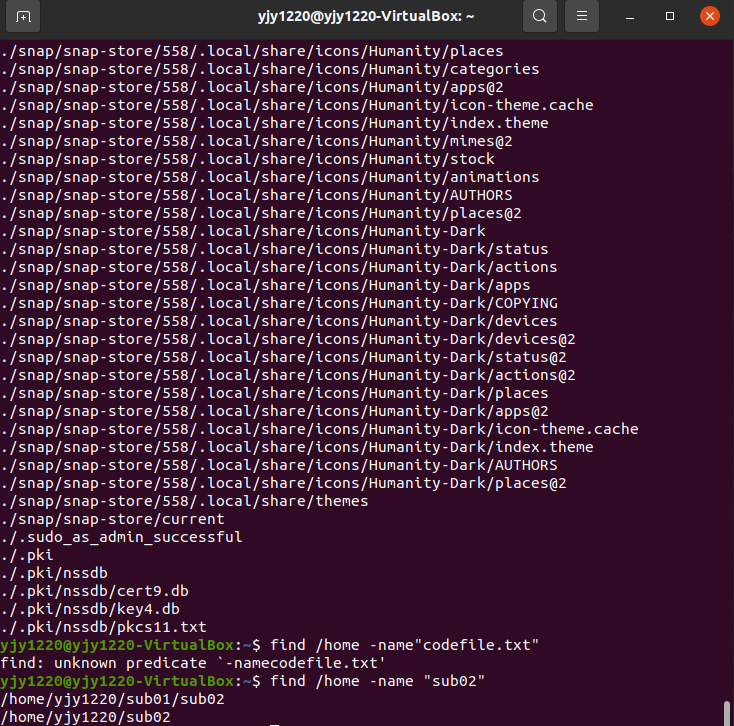 yjy1220@yjy1220-VirtualBox: ~
./snap/snap-store/558/.local/share/icons/Humanity/places
./snap/snap-store/558/.local/share/icons/Humanity/categories
./snap/snap-store/558/.local/share/icons/Humanity/apps@2
./snap/snap-store/558/.local/share/icons/Humanity/icon-theme.cache
./snap/snap-store/558/.local/share/icons/Humanity/index.theme
./snap/snap-store/558/.local/share/icons/Humanity/mimes@2
./snap/snap-store/558/.local/share/icons/Humanity/stock
./snap/snap-store/558/.local/share/icons/Humanity/animations
./snap/snap-store/558/.local/share/icons/Humanity/AUTHORS
./snap/snap-store/558/.local/share/icons/Humanity/places@2
./snap/snap-store/558/.local/share/icons/Humanity-Dark
./snap/snap-store/558/.local/share/icons/Humanity-Dark/status
./snap/snap-store/558/.local/share/icons/Humanity-Dark/actions
./snap/snap-store/558/.local/share/icons/Humanity-Dark/apps
./snap/snap-store/558/.local/share/icons/Humanity-Dark/COPYING
./snap/snap-store/558/.local/share/icons/Humanity-Dark/devices
./snap/snap-store/558/.local/share/icons/Humanity-Dark/devices@2
./snap/snap-store/558/.local/share/icons/Humanity-Dark/status@2
./snap/snap-store/558/.local/share/icons/Humanity-Dark/actions@2
./snap/snap-store/558/.local/share/icons/Humanity-Dark/places
./snap/snap-store/558/.local/share/icons/Humanity-Dark/apps@2
./snap/snap-store/558/.local/share/icons/Humanity-Dark/icon-theme.cache
./snap/snap-store/558/.local/share/icons/Humanity-Dark/index.theme
./snap/snap-store/558/.local/share/icons/Humanity-Dark/AUTHORS
./snap/snap-store/558/.local/share/icons/Humanity-Dark/places@2
./snap/snap-store/558/.local/share/themes
./snap/snap-store/current
./.sudo_as_admin_successful
./.pki
./.pki/nssdb
./.pki/nssdb/cert9.db
./.pki/nssdb/key4.db
./.pki/nssdb/pkcs11.txt
yjy1220@yjy1220-VirtualBox:~$ find /home -name"codefile.txt"
find: unknown predicate `-namecodefile.txt'
yjy1220@yjy1220-VirtualBox:~$ find /home -name "sub02"
/home/yjy1220/sub01/sub02
/home/yjy1220/sub02